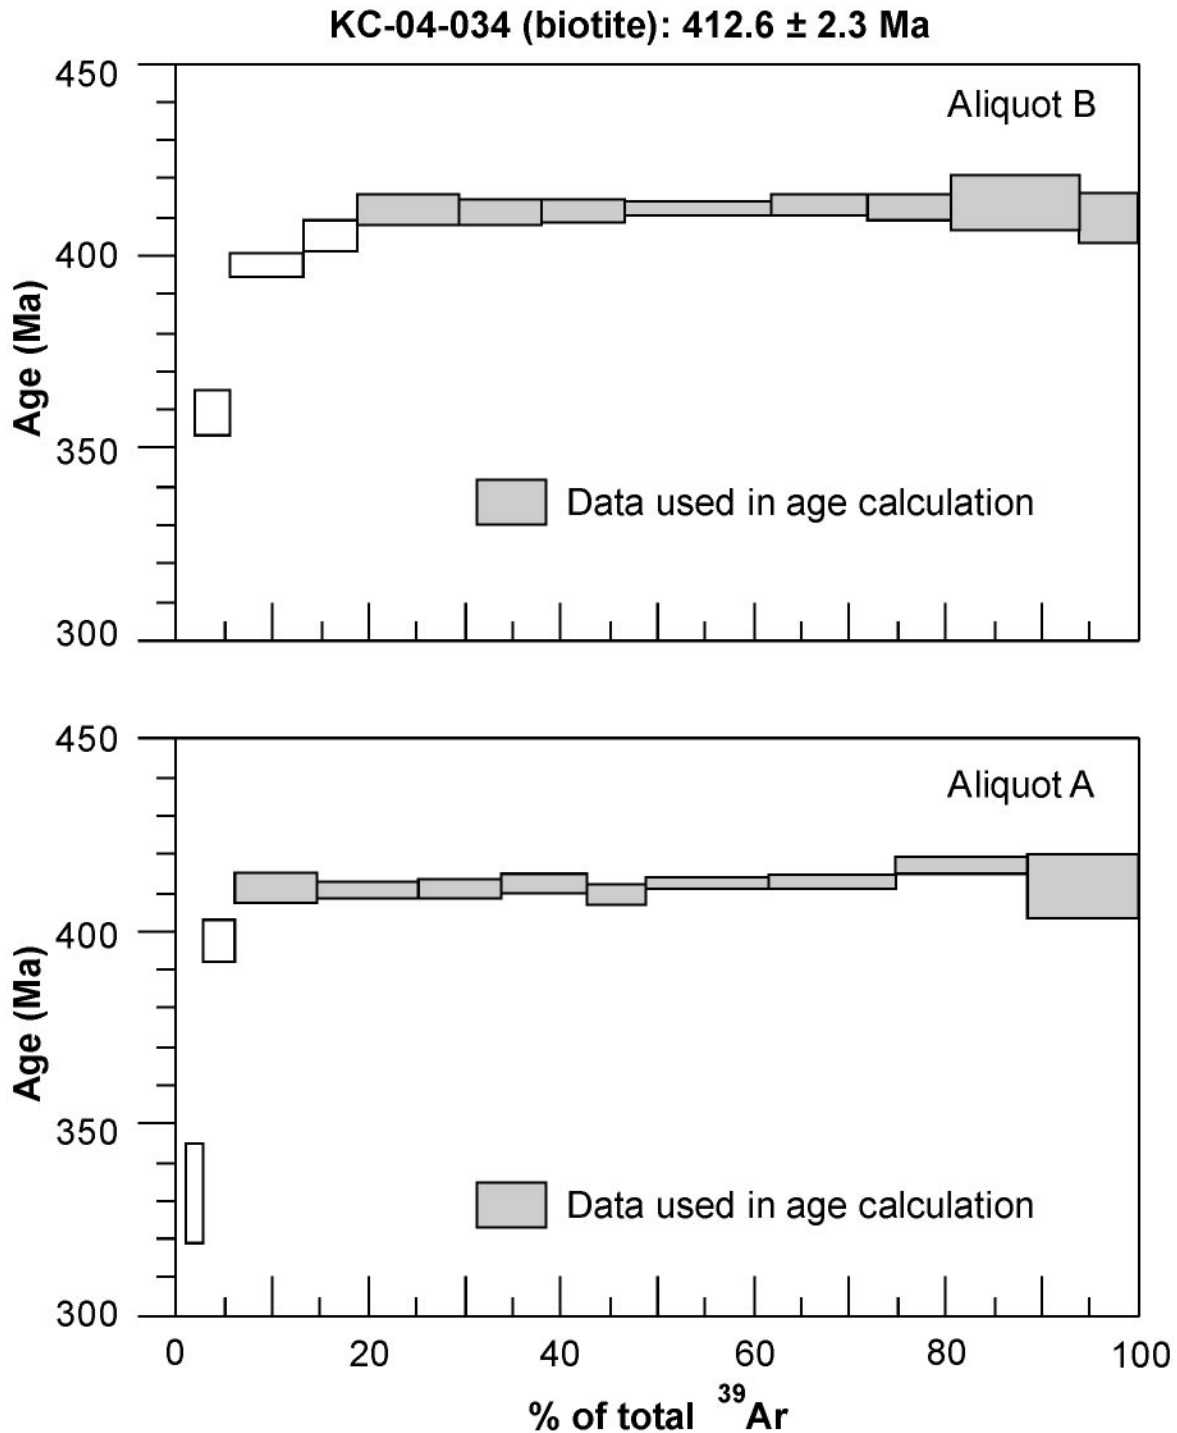 KC-04-034 (biotite): 412.6 ± 2.3 Ma
450
Aliquot B
400
Age (Ma)
350
Data used in age calculation
300
450
Aliquot A
400
Age (Ma)
350
Data used in age calculation
300
0 20 40 60 80 100
% of total ³⁹Ar